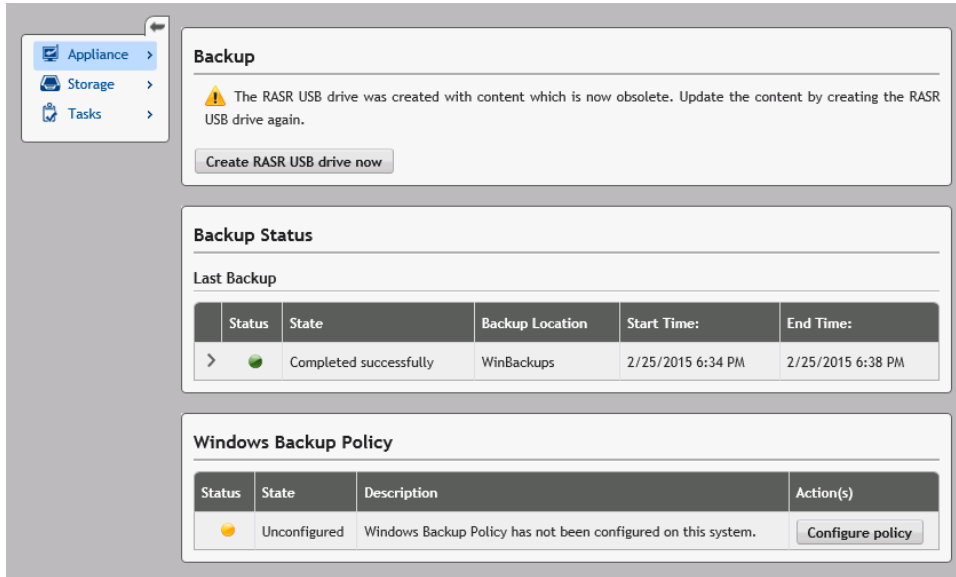 Appliance
Storage
Tasks
Backup
The RASR USB drive was created with content which is now obsolete. Update the content by creating the RASR
USB drive again.
Create RASR USB drive now
Backup Status
Last Backup
Status State Backup Location Start Time: End Time:
Completed successfully WinBackups 2/25/2015 6:34 PM 2/25/2015 6:38 PM
Windows Backup Policy
Status State Description Action(s)
Unconfigured Windows Backup Policy has not been configured on this system. Configure policy